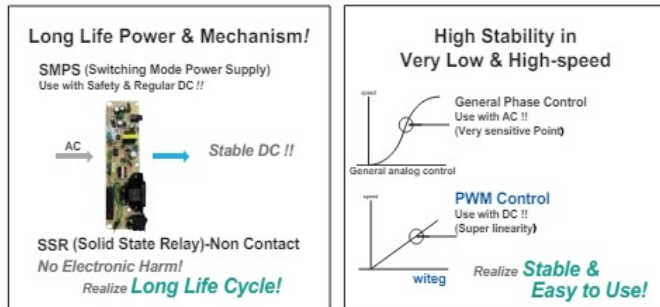 Long Life Power & Mechanism!
SMPS (Switching Mode Power Supply)
Use with Safety & Regular DC !!
AC
Stable DC !!
SSR (Solid State Relay)-Non Contact
No Electronic Harm!
Realize Long Life Cycle!
High Stability in
Very Low & High-speed
speed
General Phase Control
Use with AC !!
(Very sensitive Point)
General analog control
speed
PWM Control
Use with DC !!
(Super linearity)
witeg
Realize Stable &
Easy to Use!